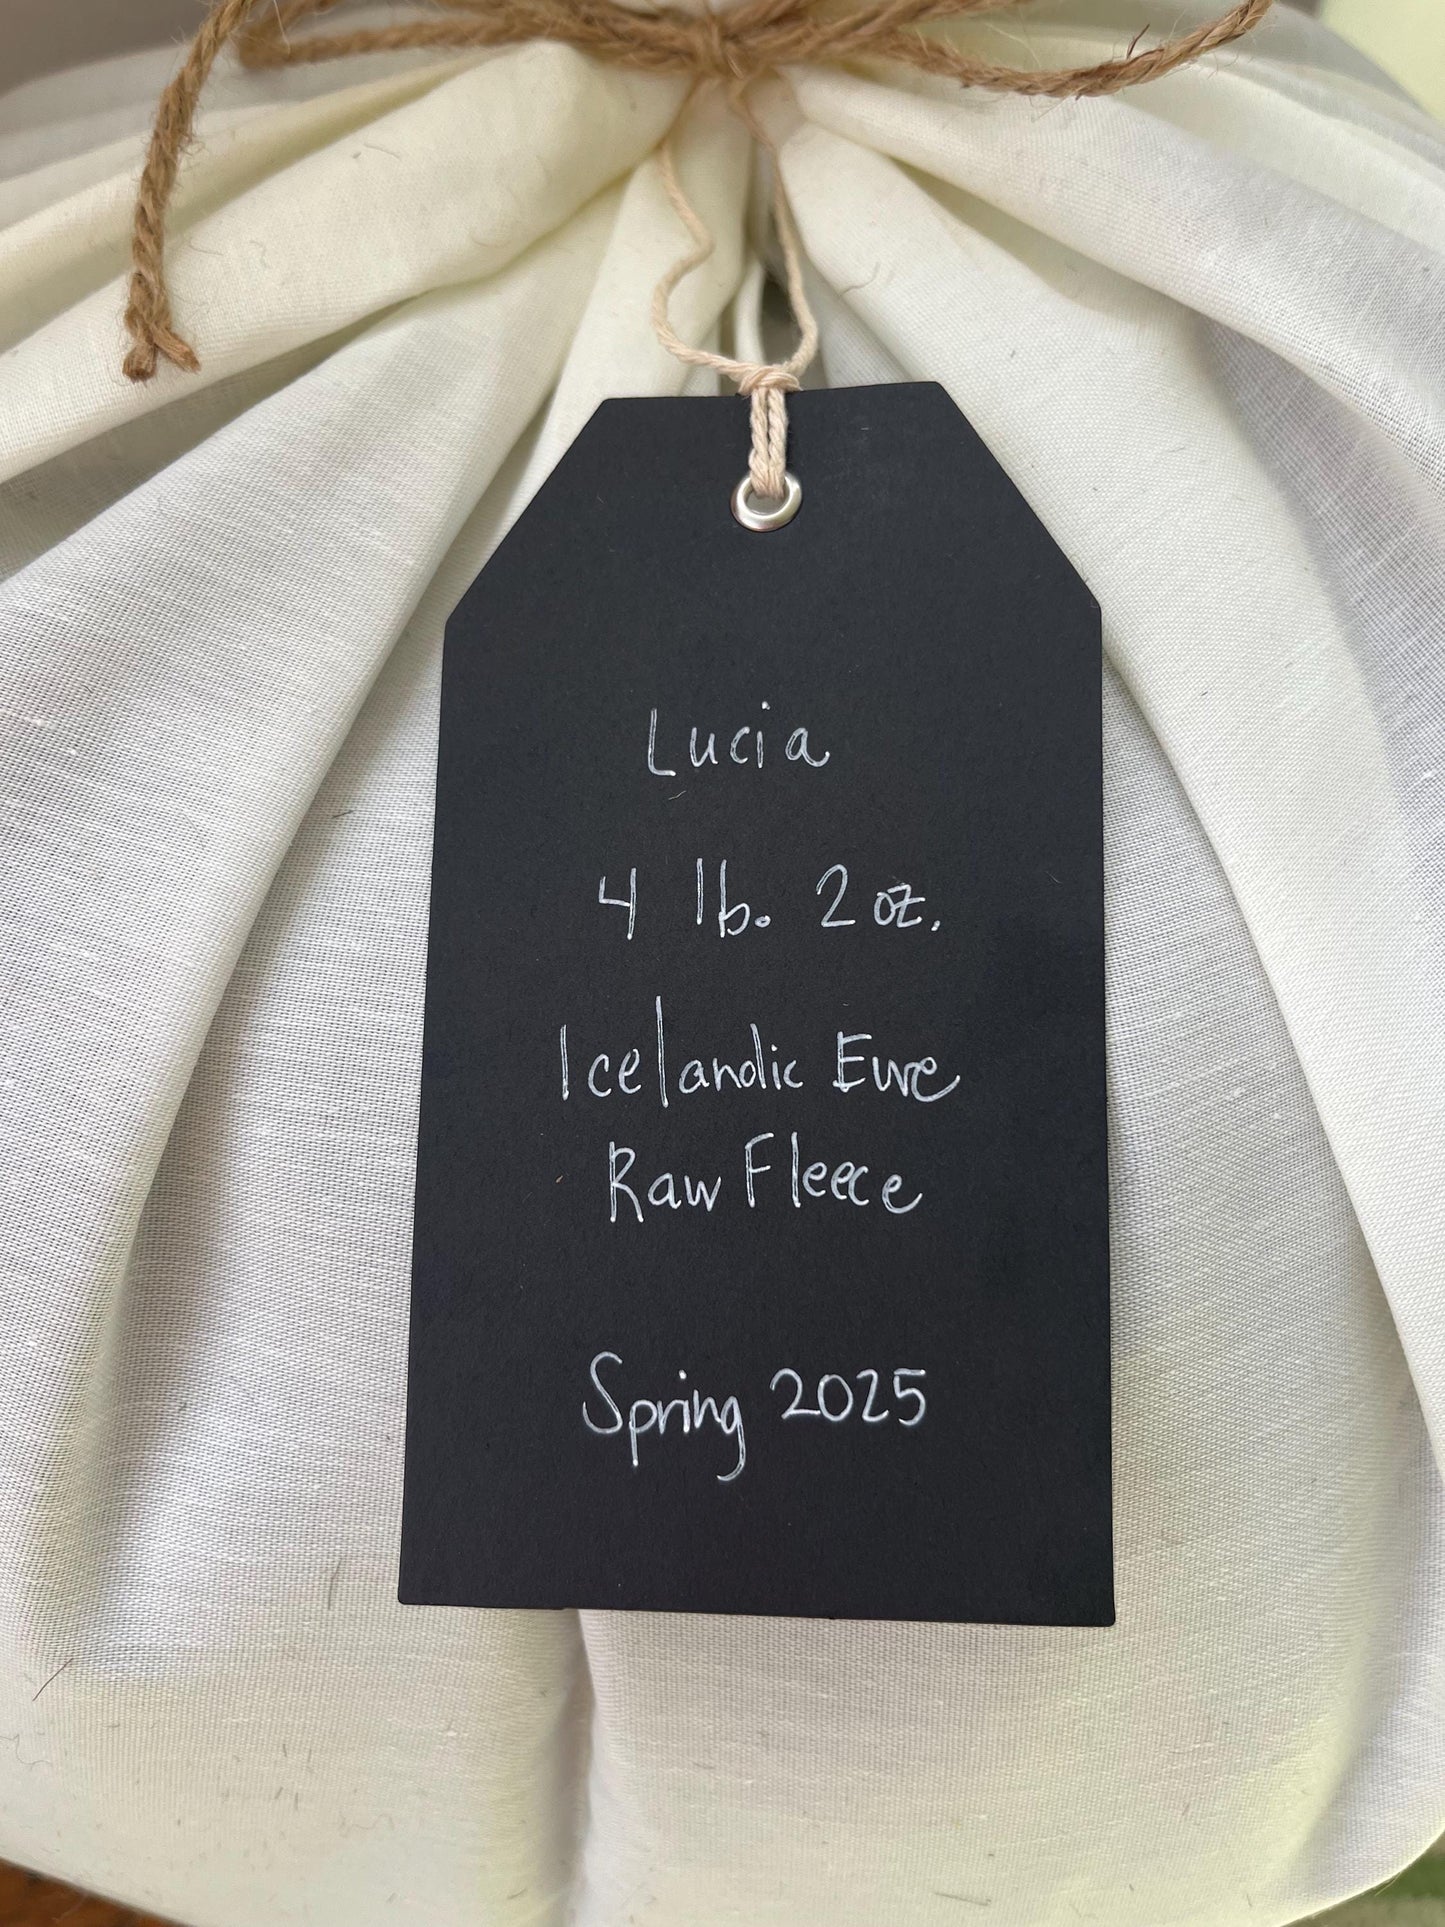 Lucia
4 lb. 2 oz.
Icelandic Ewe
Raw Fleece
Spring 2025